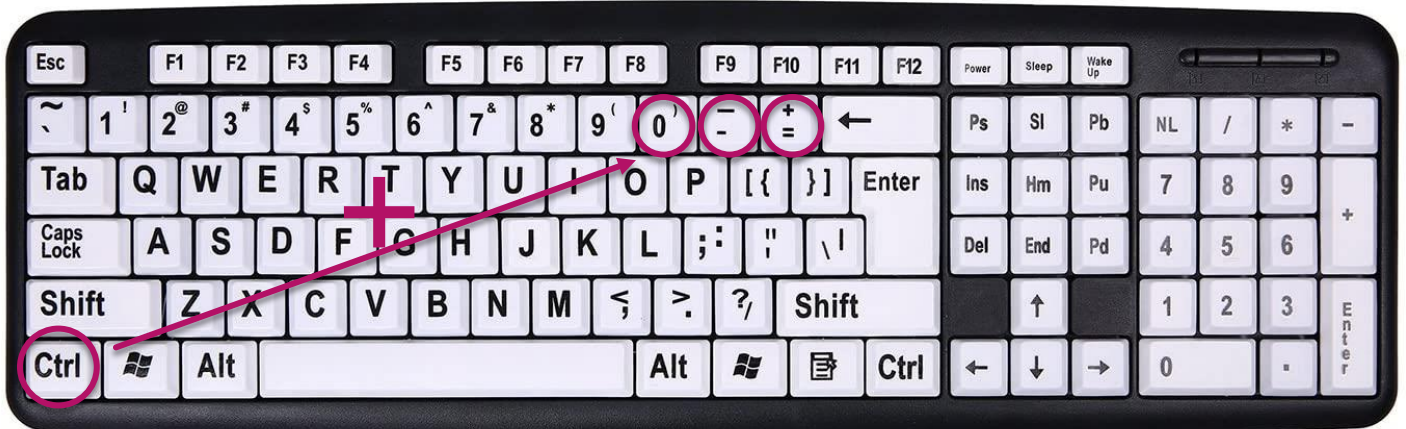 Esc F1 F2 F3 F4 F5 F6 F7 F8 F9 F10 F11 F12 Power Sleep Wake Up
~ ` 1 ! 2 @ 3 # 4 $ 5 % 6 ^ 7 & 8 * 9 ( 0 ) _ - + = ← Ps Sl Pb NL / * -
Tab Q W E R T Y U I O P [ { } ] Enter Ins Hm Pu 7 8 9 +
Caps Lock A S D F G H J K L ; : " ' \ | Del End Pd 4 5 6
Shift Z X C V B N M < , > . ? / Shift ↑ 1 2 3 Enter
Ctrl Alt Alt Ctrl ← ↓ → 0 .